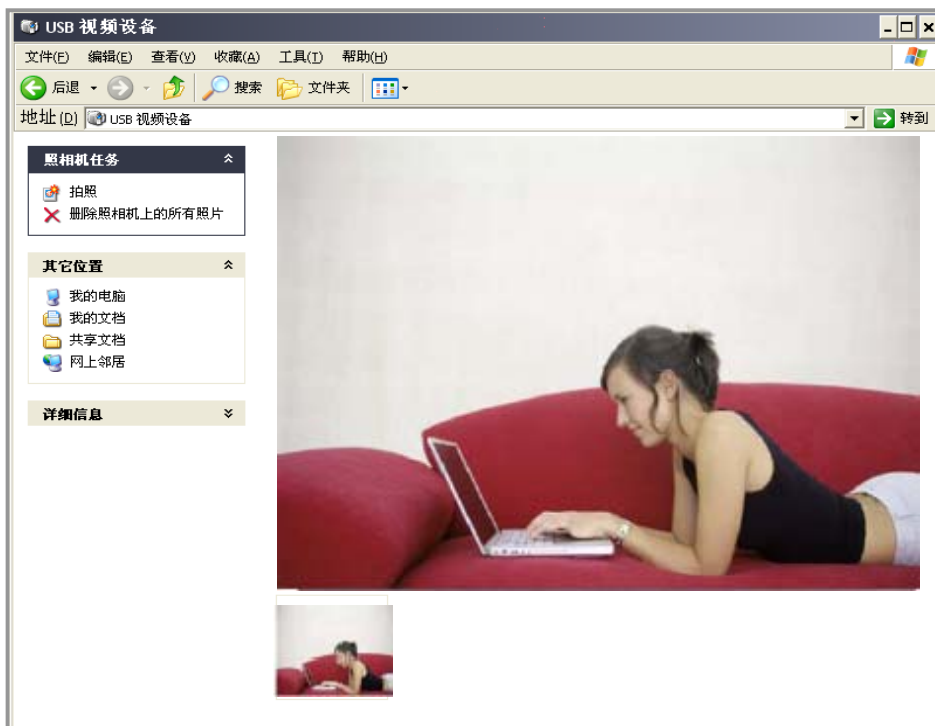 USB 视频设备
文件(F) 编辑(E) 查看(V) 收藏(A) 工具(T) 帮助(H)
后退 搜索 文件夹
地址(D) USB 视频设备 转到
照相机任务
拍照
删除照相机上的所有照片
其它位置
我的电脑
我的文档
共享文档
网上邻居
详细信息